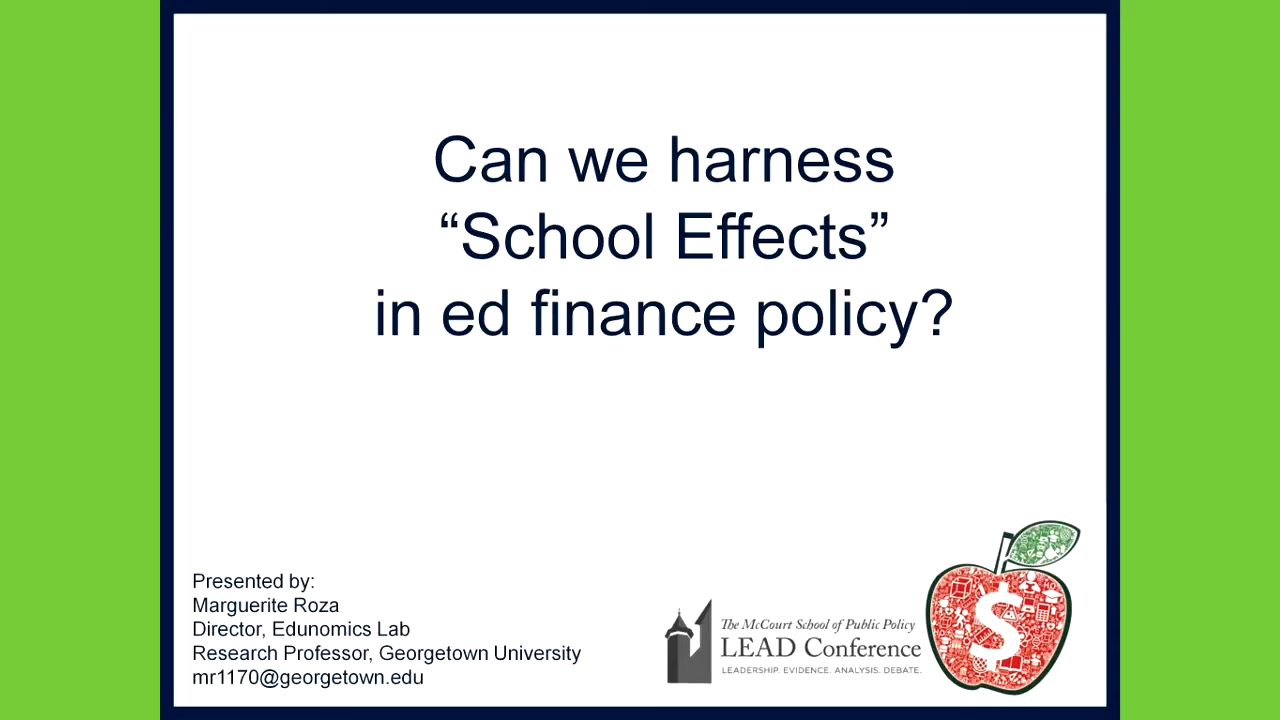 Can we harness
“School Effects”
in ed finance policy?
Presented by:
Marguerite Roza
Director, Edunomics Lab
Research Professor, Georgetown University
mr1170@georgetown.edu
The McCourt School of Public Policy
LEAD Conference
LEADERSHIP. EVIDENCE. ANALYSIS. DEBATE.
$